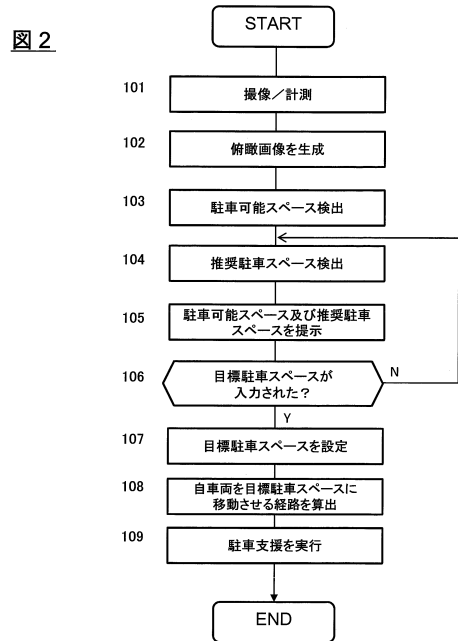 図2
START
101
撮像／計測
102
俯瞰画像を生成
103
駐車可能スペース検出
104
推奨駐車スペース検出
105
駐車可能スペース及び推奨駐車
スペースを提示
106
目標駐車スペースが
入力された？
N
Y
107
目標駐車スペースを設定
108
自車両を目標駐車スペースに
移動させる経路を算出
109
駐車支援を実行
END